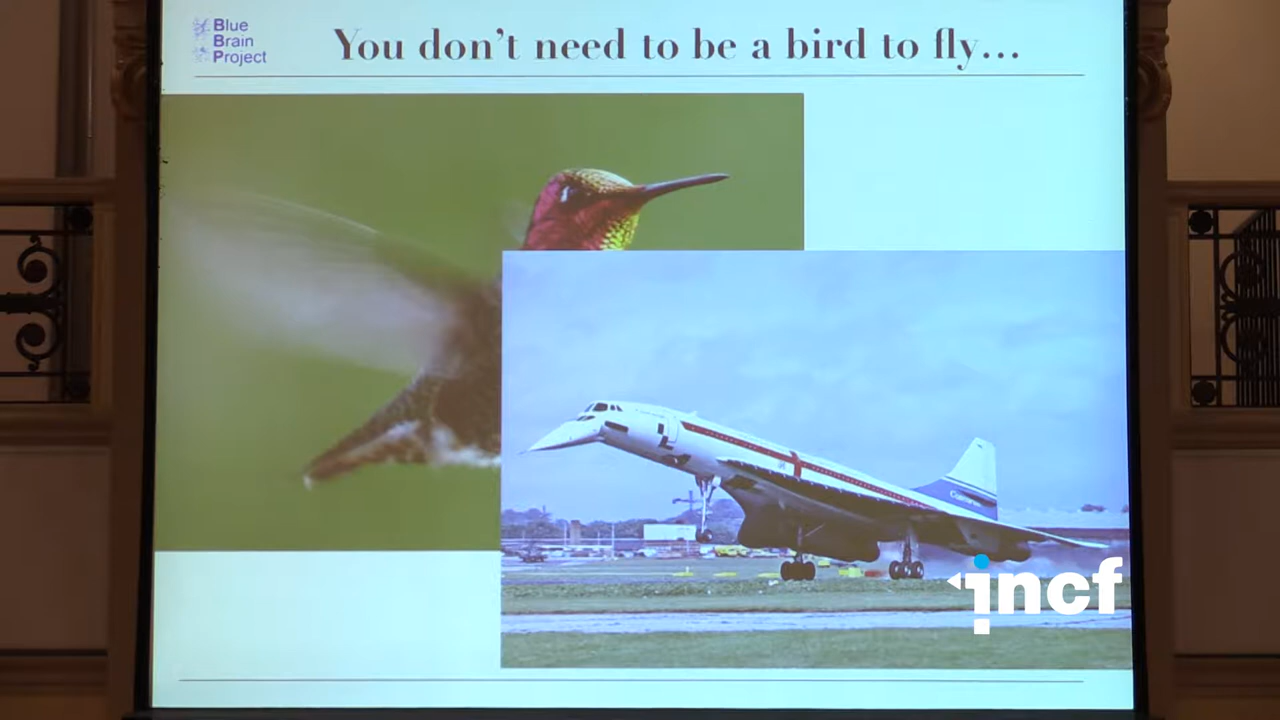 Blue
Brain
Project
You don't need to be a bird to fly...
incf